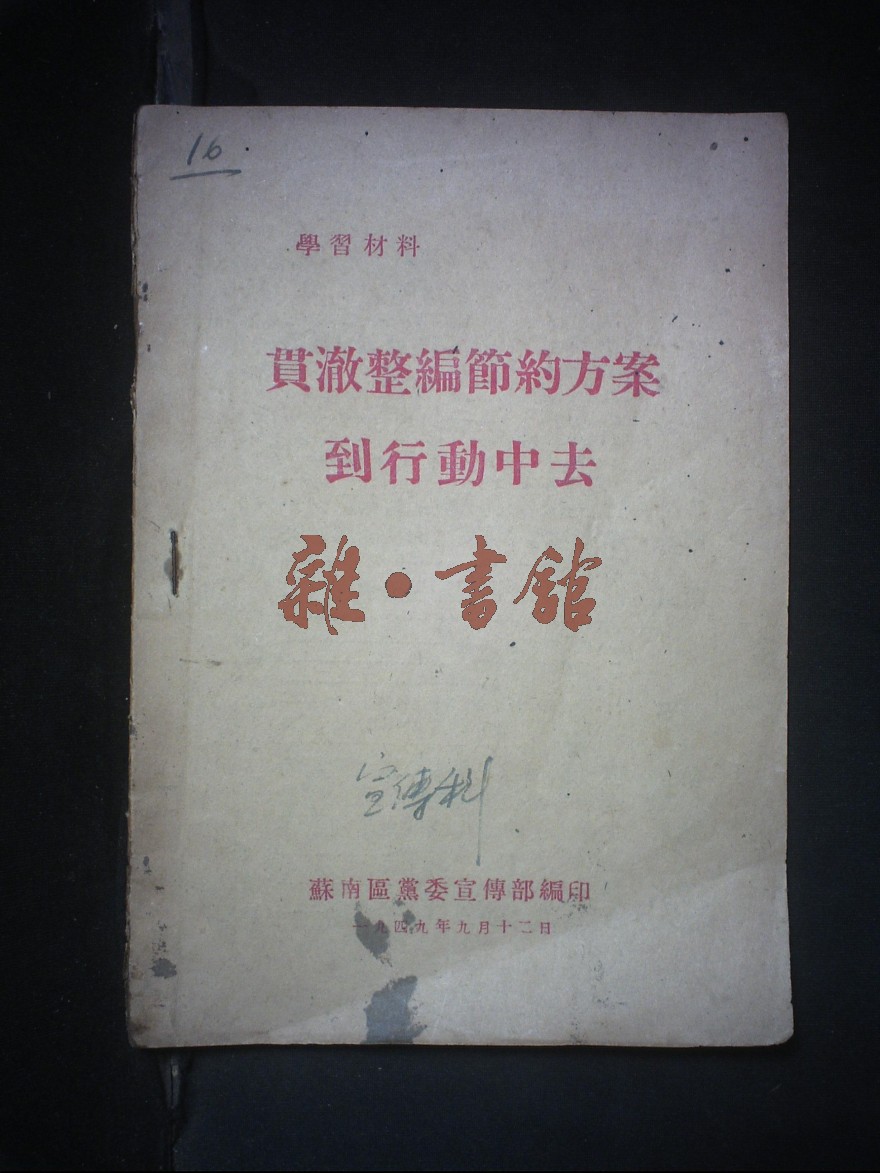 16
學習材料
貫澈整編節約方案
到行動中去
雜·書館
宣傳科
蘇南區黨委宣傳部編印
一九四九年九月十二日